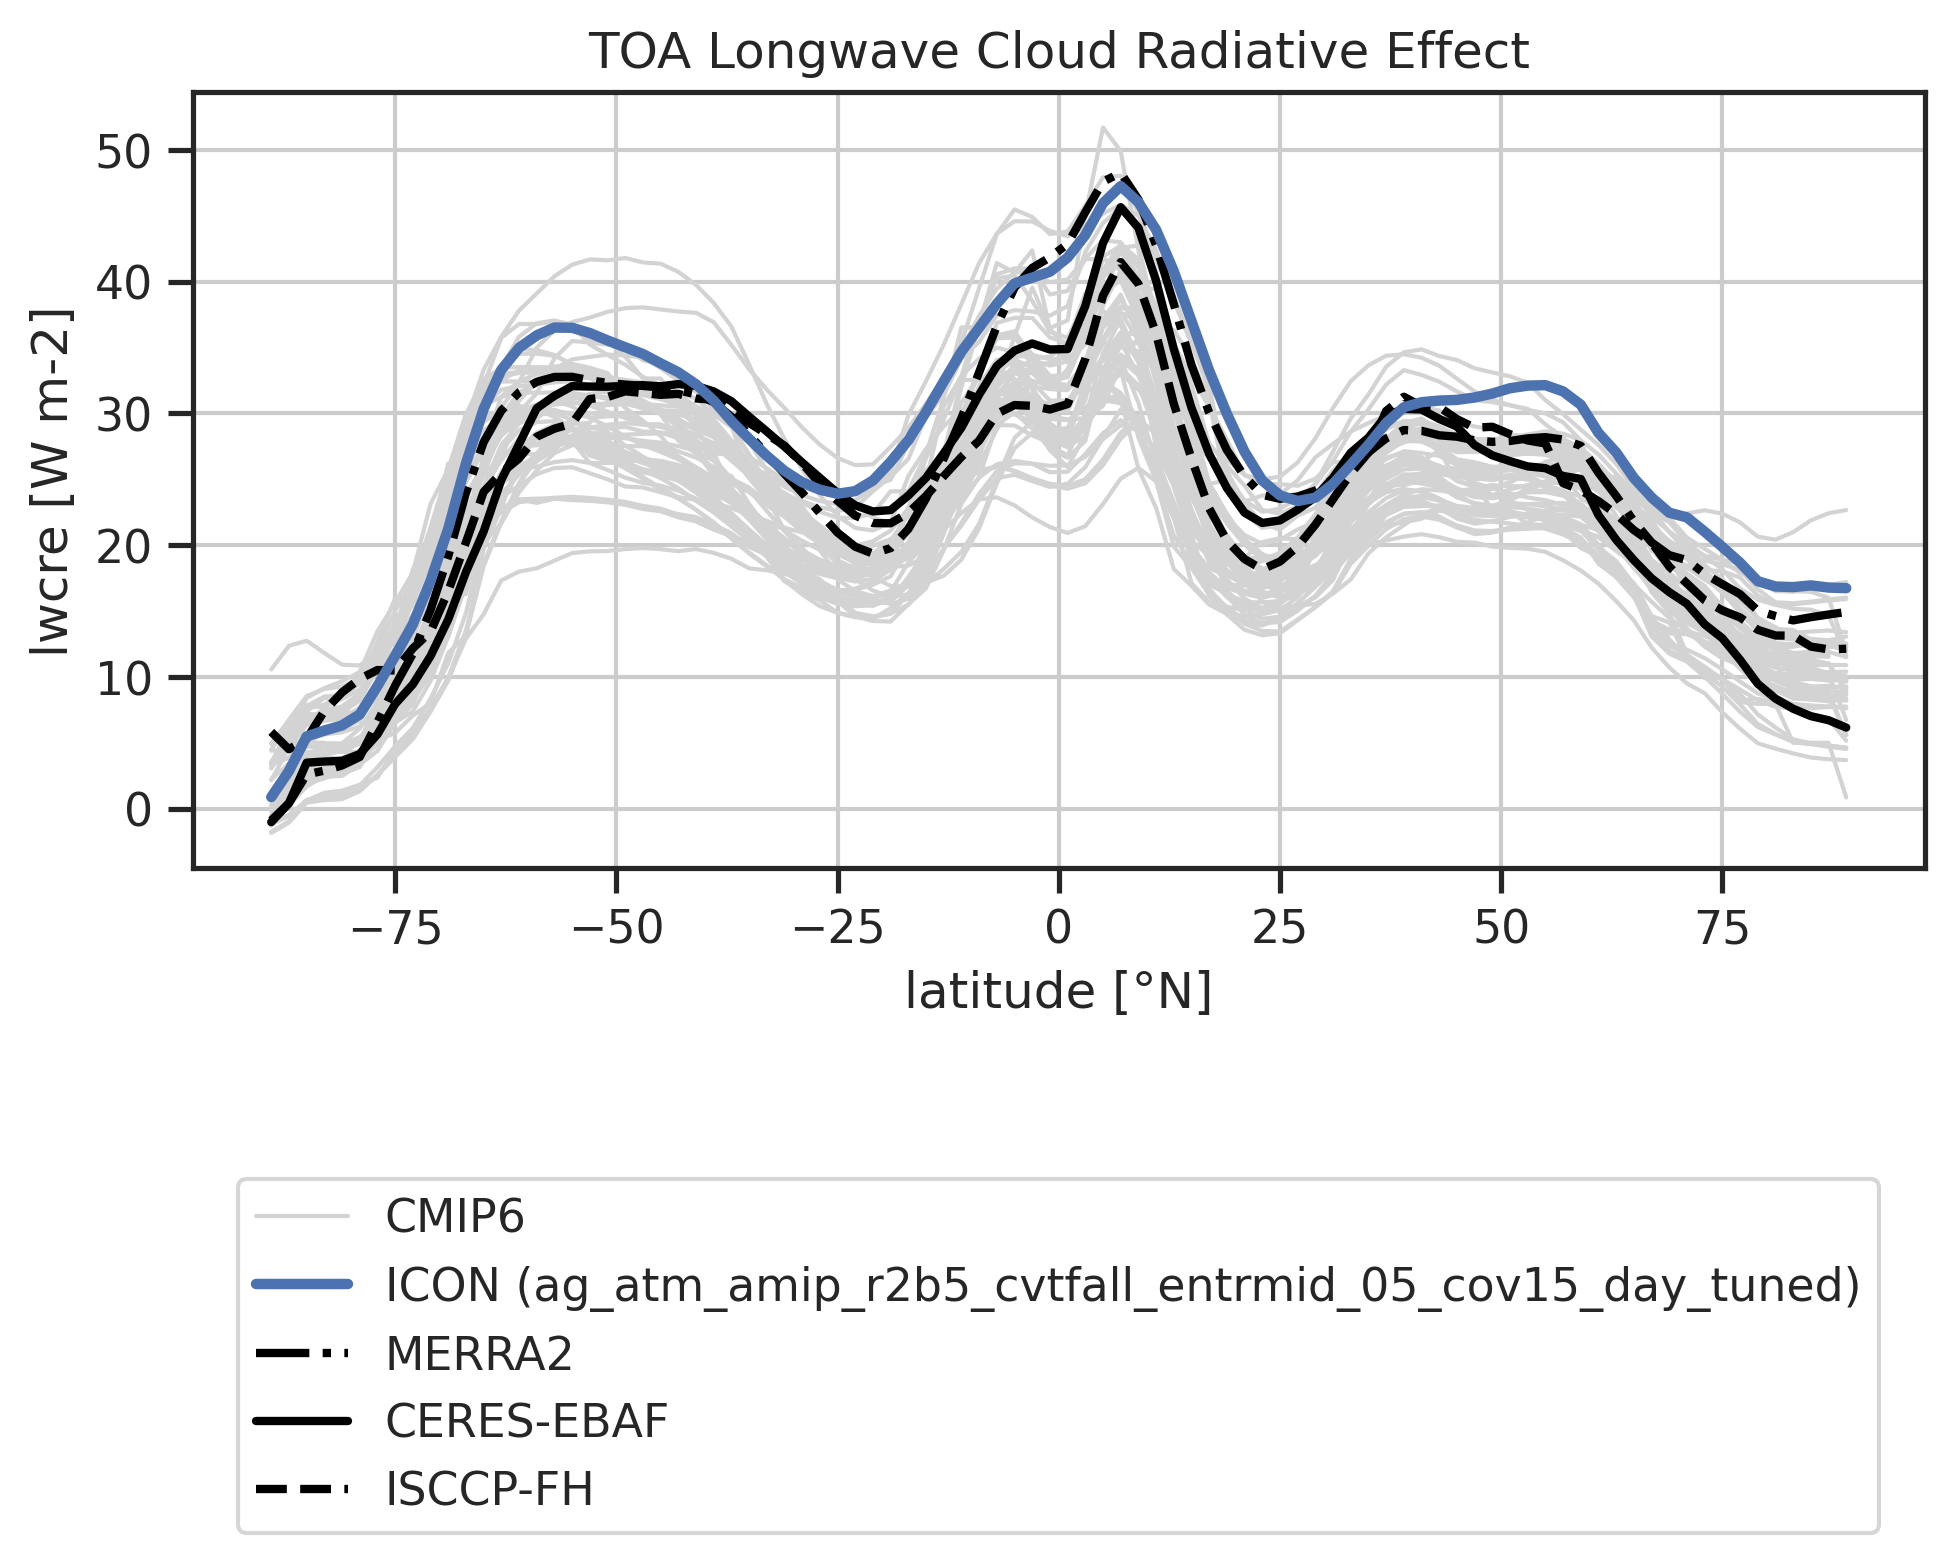 TOA Longwave Cloud Radiative Effect
lwcre [W m-2]
50
40
30
20
10
0
−75 −50 −25 0 25 50 75
latitude [°N]
CMIP6
ICON (ag_atm_amip_r2b5_cvtfall_entrmid_05_cov15_day_tuned)
MERRA2
CERES-EBAF
ISCCP-FH